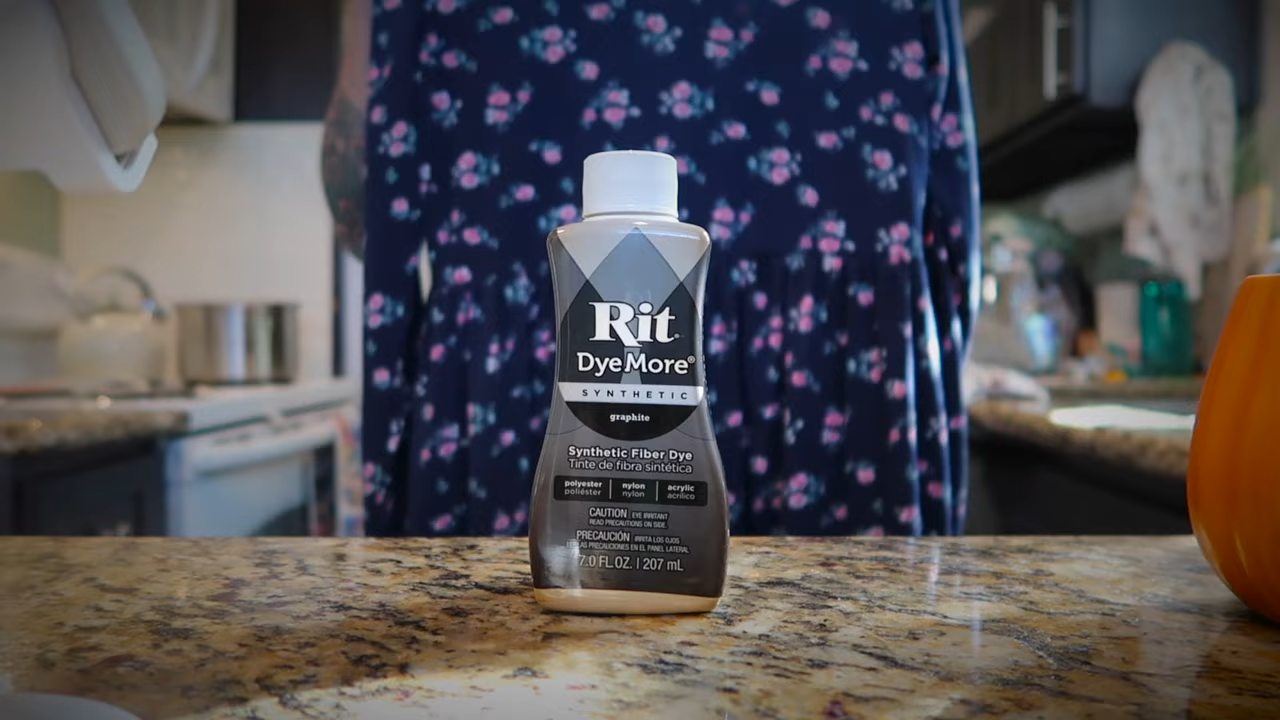 Rit®
DyeMore®
SYNTHETIC
graphite
Synthetic Fiber Dye
Tinte de fibra sintética
polyester nylon acrylic
poliéster nylon acrílico
CAUTION EYE IRRITANT
READ PRECAUTIONS ON SIDE.
PRECAUCIÓN IRRITA LOS OJOS
LAS PRECAUCIONES EN EL PANEL LATERAL
7.0 FL OZ. | 207 mL